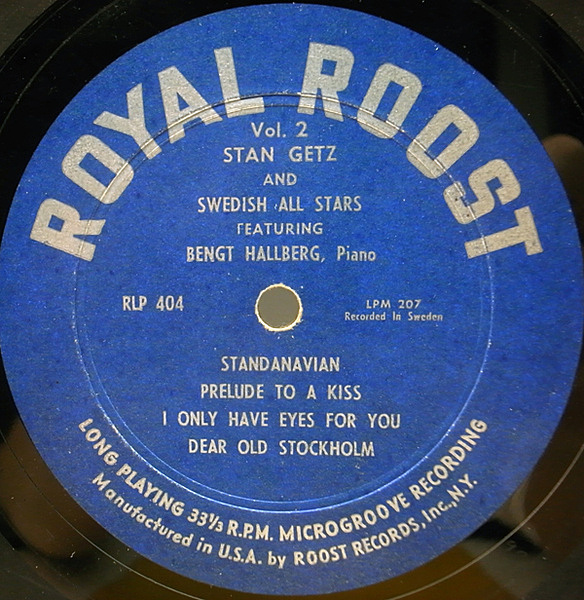 ROYAL ROOST
Vol. 2
STAN GETZ
AND
SWEDISH ALL STARS
FEATURING
BENGT HALLBERG, Piano
RLP 404
LPM 207
Recorded In Sweden
STANDANAVIAN
PRELUDE TO A KISS
I ONLY HAVE EYES FOR YOU
DEAR OLD STOCKHOLM
LONG PLAYING 33⅓ R.P.M. MICROGROOVE RECORDING
Manufactured in U.S.A. by ROOST RECORDS, Inc., N.Y.